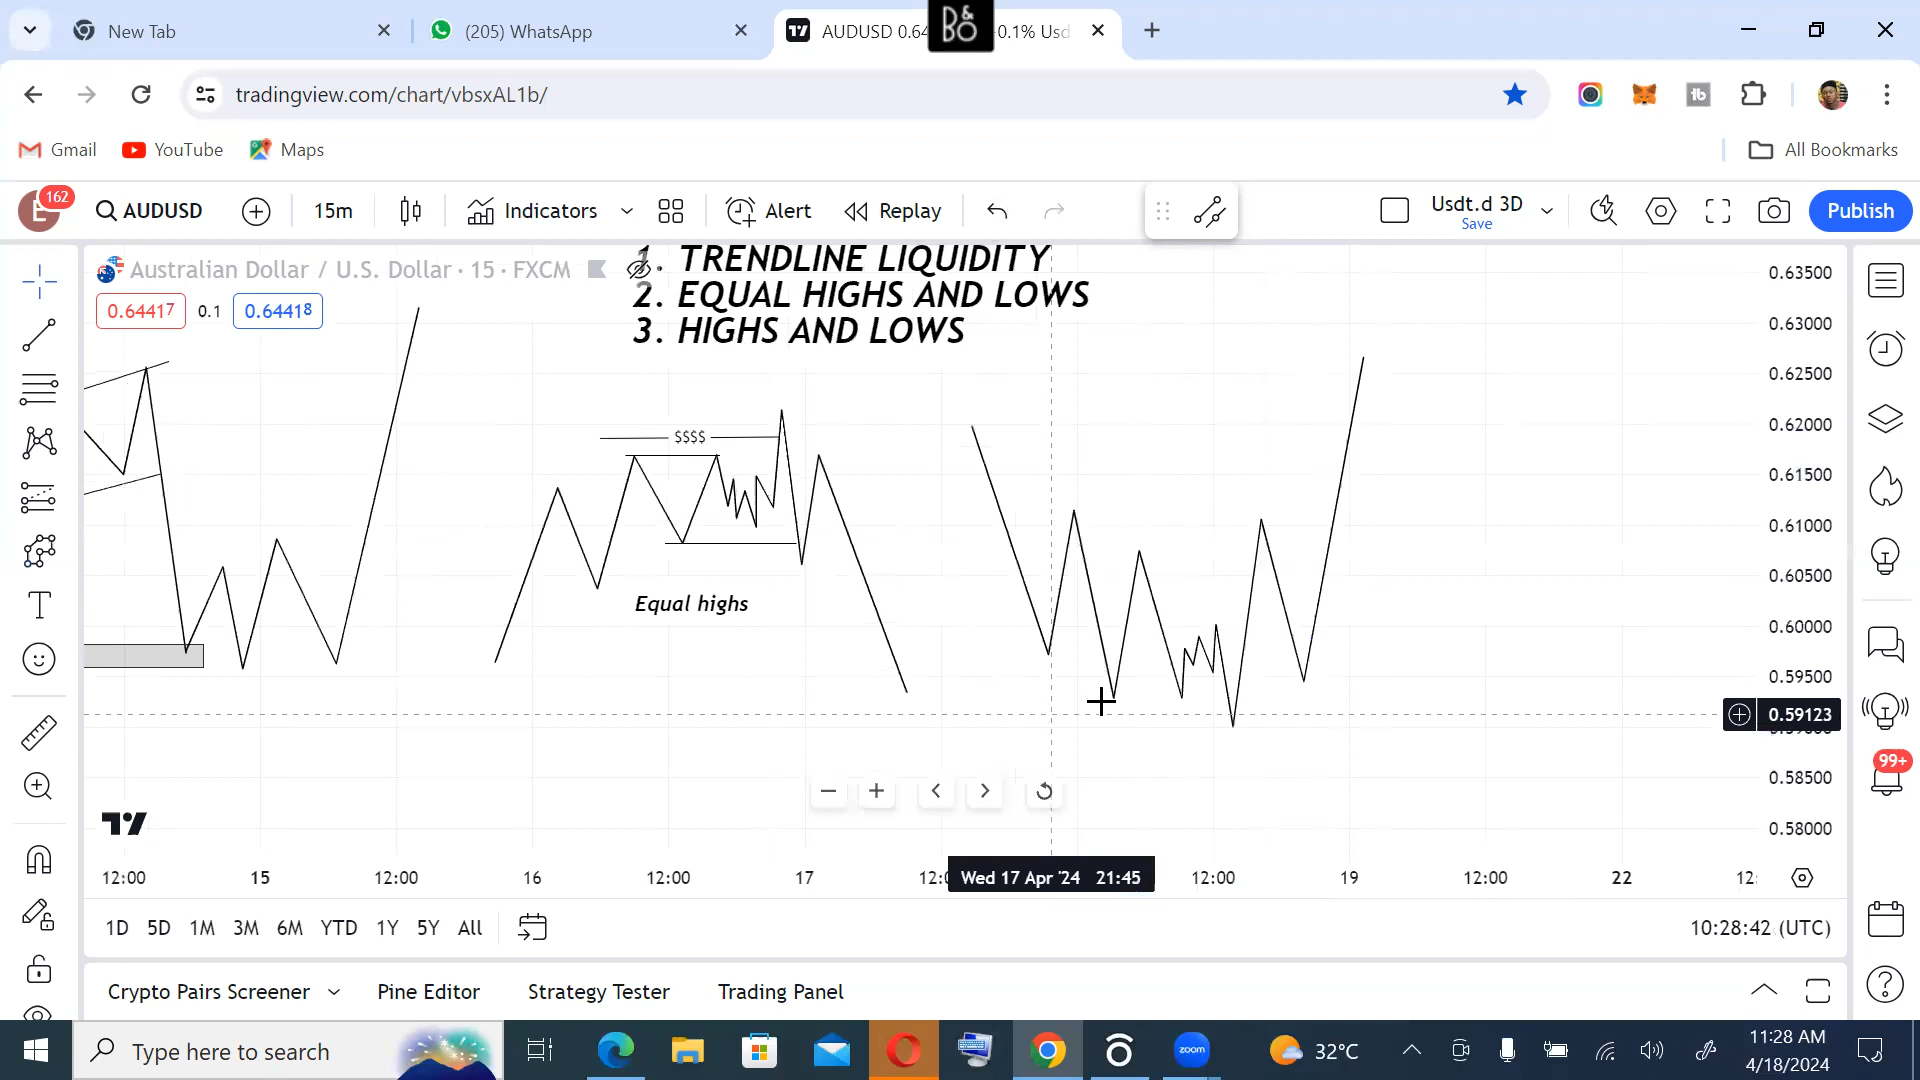 New Tab
(205) WhatsApp
AUDUSD 0.64
B&O
-0.1% Usd
tradingview.com/chart/vbsxAL1b/
Gmail
YouTube
Maps
All Bookmarks
E
162
AUDUSD
15m
Indicators
Alert
Replay
Usdt.d 3D
Save
Publish
1. TRENDLINE LIQUIDITY
Australian Dollar / U.S. Dollar · 15 · FXCM
2. EQUAL HIGHS AND LOWS
0.64417
0.1
0.64418
3. HIGHS AND LOWS
$$$$
Equal highs
0.63500
0.63000
0.62500
0.62000
0.61500
0.61000
0.60500
0.60000
0.59500
0.59123
0.58500
0.58000
99+
12:00
15
12:00
16
12:00
17
Wed 17 Apr '24 21:45
12:00
19
12:00
22
12:
1D
5D
1M
3M
6M
YTD
1Y
5Y
All
10:28:42 (UTC)
Crypto Pairs Screener
Pine Editor
Strategy Tester
Trading Panel
Type here to search
zoom
32°C
11:28 AM
4/18/2024